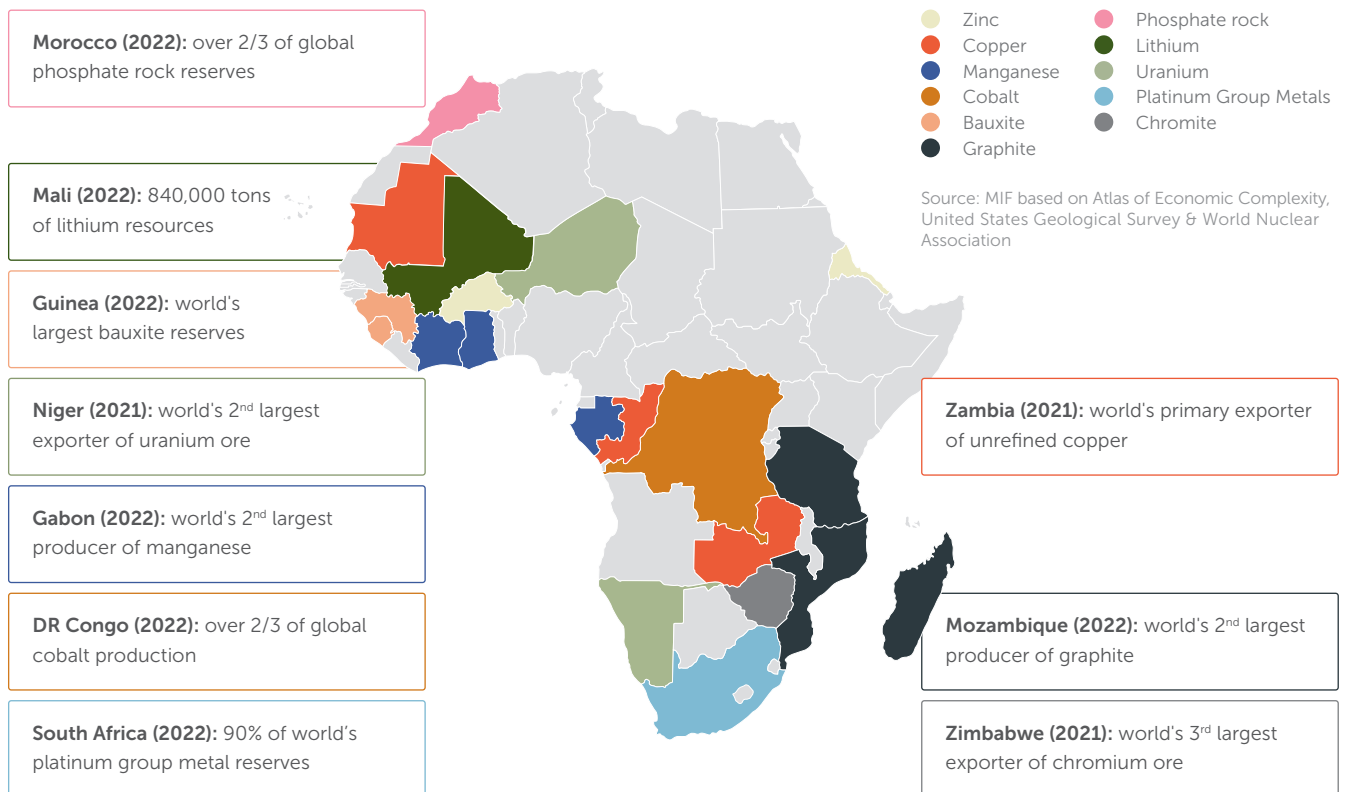 Morocco (2022): over 2/3 of global
phosphate rock reserves
Mali (2022): 840,000 tons
of lithium resources
Guinea (2022): world's
largest bauxite reserves
Niger (2021): world's 2nd largest
exporter of uranium ore
Gabon (2022): world's 2nd largest
producer of manganese
DR Congo (2022): over 2/3 of global
cobalt production
South Africa (2022): 90% of world’s
platinum group metal reserves
Zinc
Copper
Manganese
Cobalt
Bauxite
Graphite
Phosphate rock
Lithium
Uranium
Platinum Group Metals
Chromite
Source: MIF based on Atlas of Economic Complexity,
United States Geological Survey & World Nuclear
Association
Zambia (2021): world's primary exporter
of unrefined copper
Mozambique (2022): world's 2nd largest
producer of graphite
Zimbabwe (2021): world's 3rd largest
exporter of chromium ore